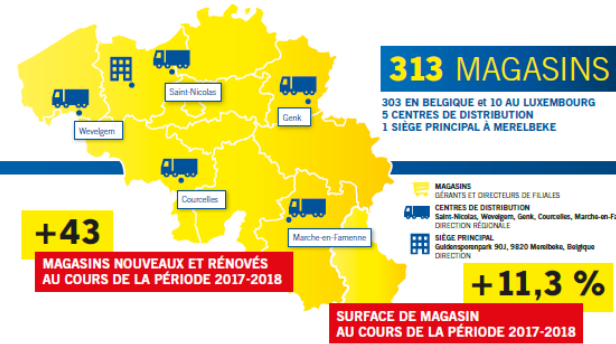 313 MAGASINS
303 EN BELGIQUE et 10 AU LUXEMBOURG
5 CENTRES DE DISTRIBUTION
1 SIÈGE PRINCIPAL À MERELBEKE
Saint-Nicolas
Genk
Wevelgem
Courcelles
Marche-en-Famenne
MAGASINS
GÉRANTS ET DIRECTEURS DE FILIALES
CENTRES DE DISTRIBUTION
Saint-Nicolas, Wevelgem, Genk, Courcelles, Marche-en-Fa
DIRECTION RÉGIONALE
SIÈGE PRINCIPAL
Guldensporenpark 90J, 9820 Merelbeke, Belgique
DIRECTION
+43
MAGASINS NOUVEAUX ET RÉNOVÉS
AU COURS DE LA PÉRIODE 2017-2018
+11,3 %
SURFACE DE MAGASIN
AU COURS DE LA PÉRIODE 2017-2018